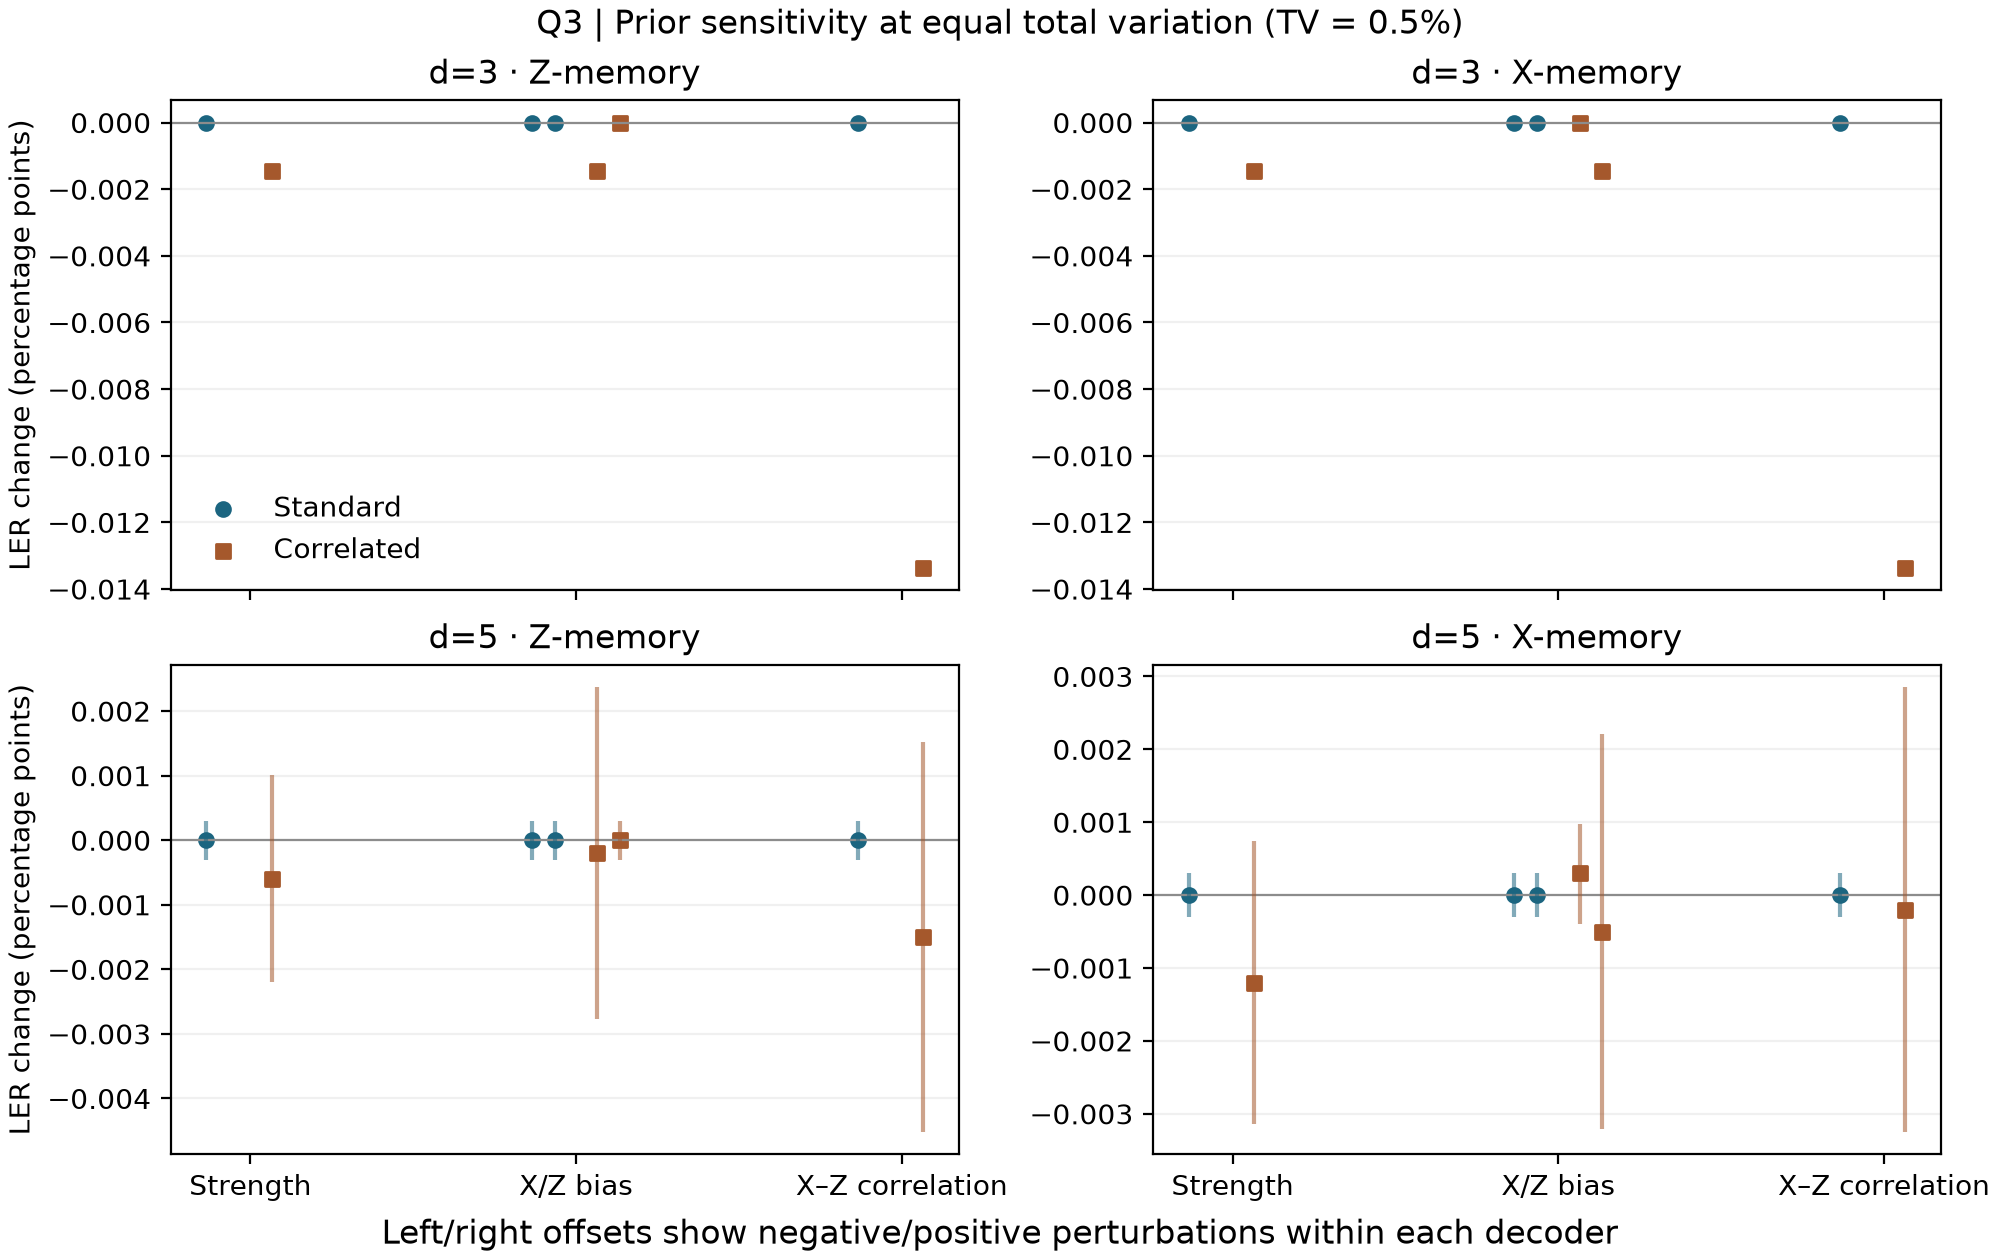 Q3 | Prior sensitivity at equal total variation (TV = 0.5%)
d=3 · Z-memory
LER change (percentage points)
0.000
−0.002
−0.004
−0.006
−0.008
−0.010
−0.012
−0.014
Standard
Correlated
d=3 · X-memory
0.000
−0.002
−0.004
−0.006
−0.008
−0.010
−0.012
−0.014
d=5 · Z-memory
LER change (percentage points)
0.002
0.001
0.000
−0.001
−0.002
−0.003
−0.004
Strength
X/Z bias
X–Z correlation
d=5 · X-memory
0.003
0.002
0.001
0.000
−0.001
−0.002
−0.003
Strength
X/Z bias
X–Z correlation
Left/right offsets show negative/positive perturbations within each decoder